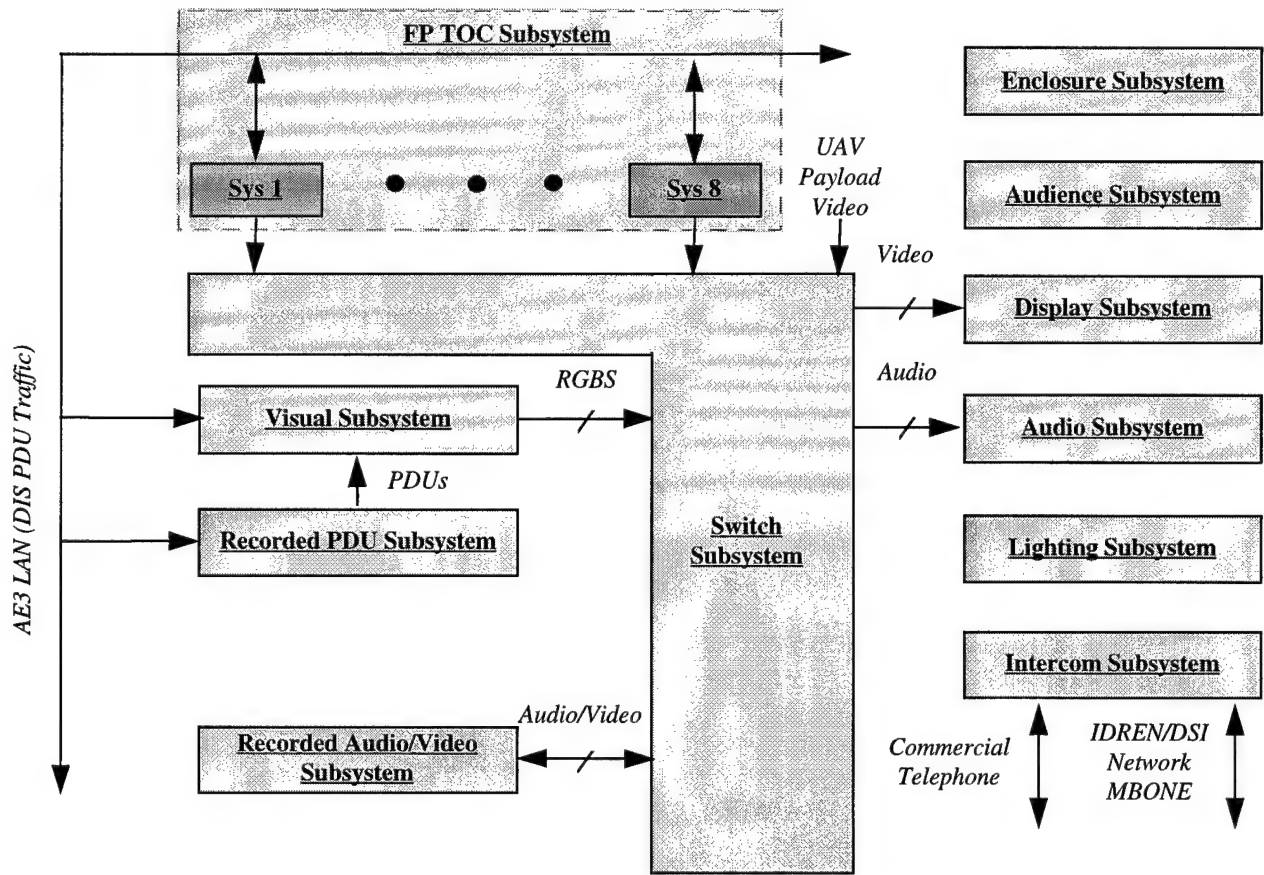 FP TOC Subsystem
Sys 1
Sys 8
UAV
Payload
Video
Enclosure Subsystem
Audience Subsystem
Video
Display Subsystem
Audio
Audio Subsystem
AE3 LAN (DIS PDU Traffic)
RGBS
Visual Subsystem
PDUs
Recorded PDU Subsystem
Switch
Subsystem
Lighting Subsystem
Intercom Subsystem
Audio/Video
Recorded Audio/Video
Subsystem
Commercial
Telephone
IDREN/DSI
Network
MBONE